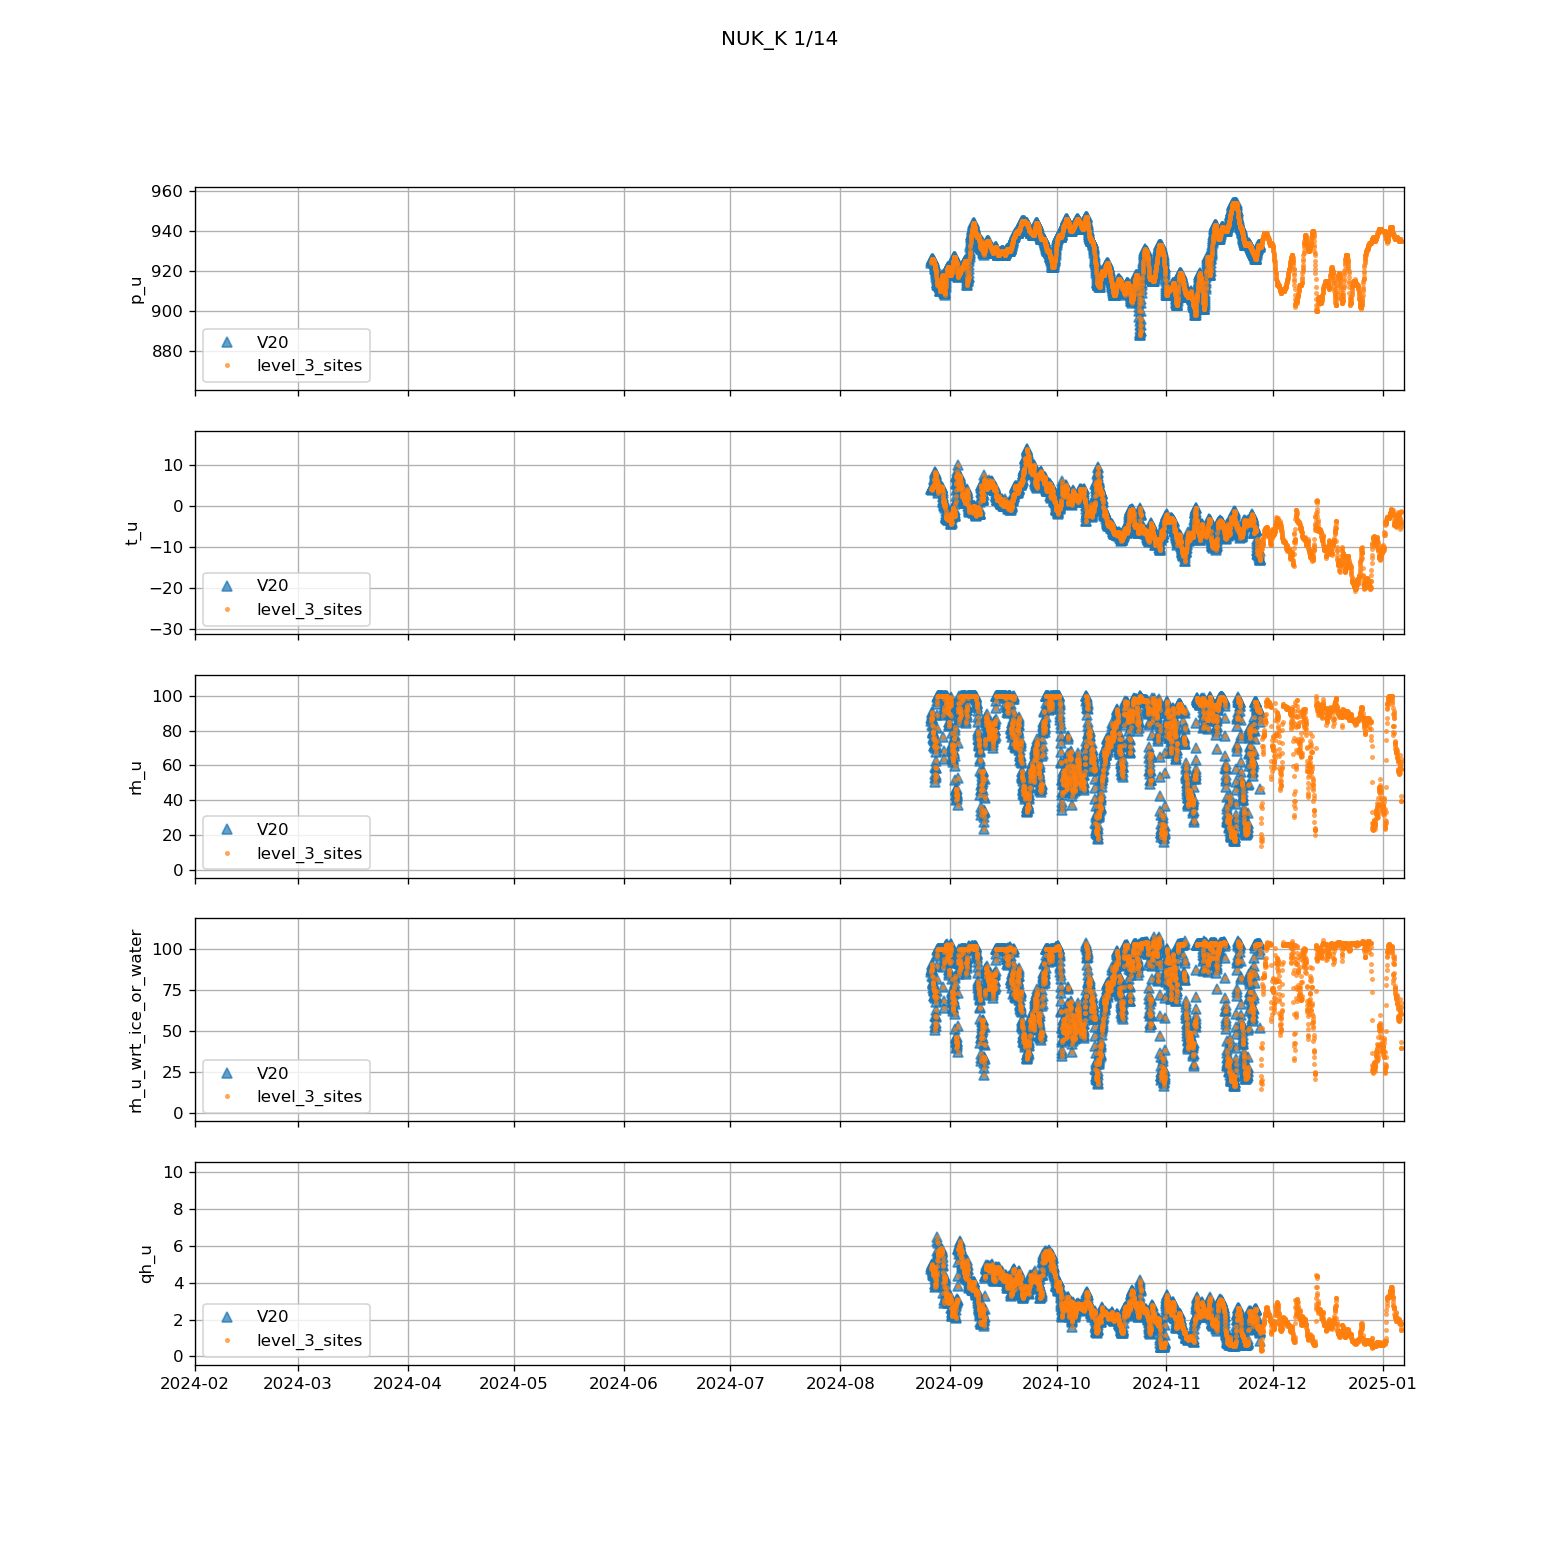 NUK_K 1/14
960
940
920
900
880
p_u
V20
level_3_sites
10
0
−10
−20
−30
t_u
V20
level_3_sites
100
80
60
40
20
0
rh_u
V20
level_3_sites
100
75
50
25
0
rh_u_wrt_ice_or_water
V20
level_3_sites
10
8
6
4
2
0
qh_u
V20
level_3_sites
2024-02 2024-03 2024-04 2024-05 2024-06 2024-07 2024-08 2024-09 2024-10 2024-11 2024-12 2025-01